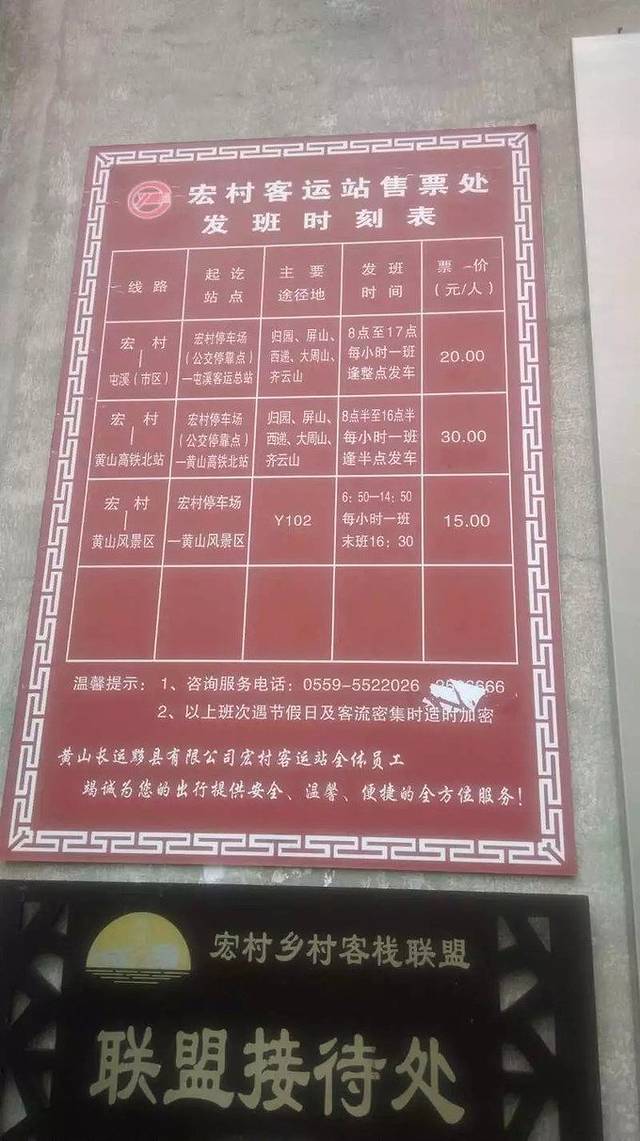 宏村客运站售票处
发班时刻表
线路 起讫站点 主要途径地 发班时间 票-价(元/人)
宏 村
屯溪(市区)
宏村停车场
(公交停靠点)
一屯溪客运总站
归园、屏山、
西递、大周山、
齐云山
8点至17点
每小时一班
逢整点发车
20.00
宏 村
|
黄山高铁北站
宏村停车场
(公交停靠点)
一黄山高铁北站
归园、屏山、
西递、大周山、
齐云山
8点半至16点半
每小时一班
逢半点发车
30.00
宏 村
|
黄山风景区
宏村停车场
一黄山风景区
Y102
6:50—14:50
每小时一班
末班16:30
15.00
温馨提示: 1、咨询服务电话: 0559-5522026
2、以上班次遇节假日及客流密集时适时加密
黄山长运黟县有限公司宏村客运站全体员工
竭诚为您的出行提供安全、温馨、便捷的全方位服务!
宏村乡村客栈联盟
联盟接待处